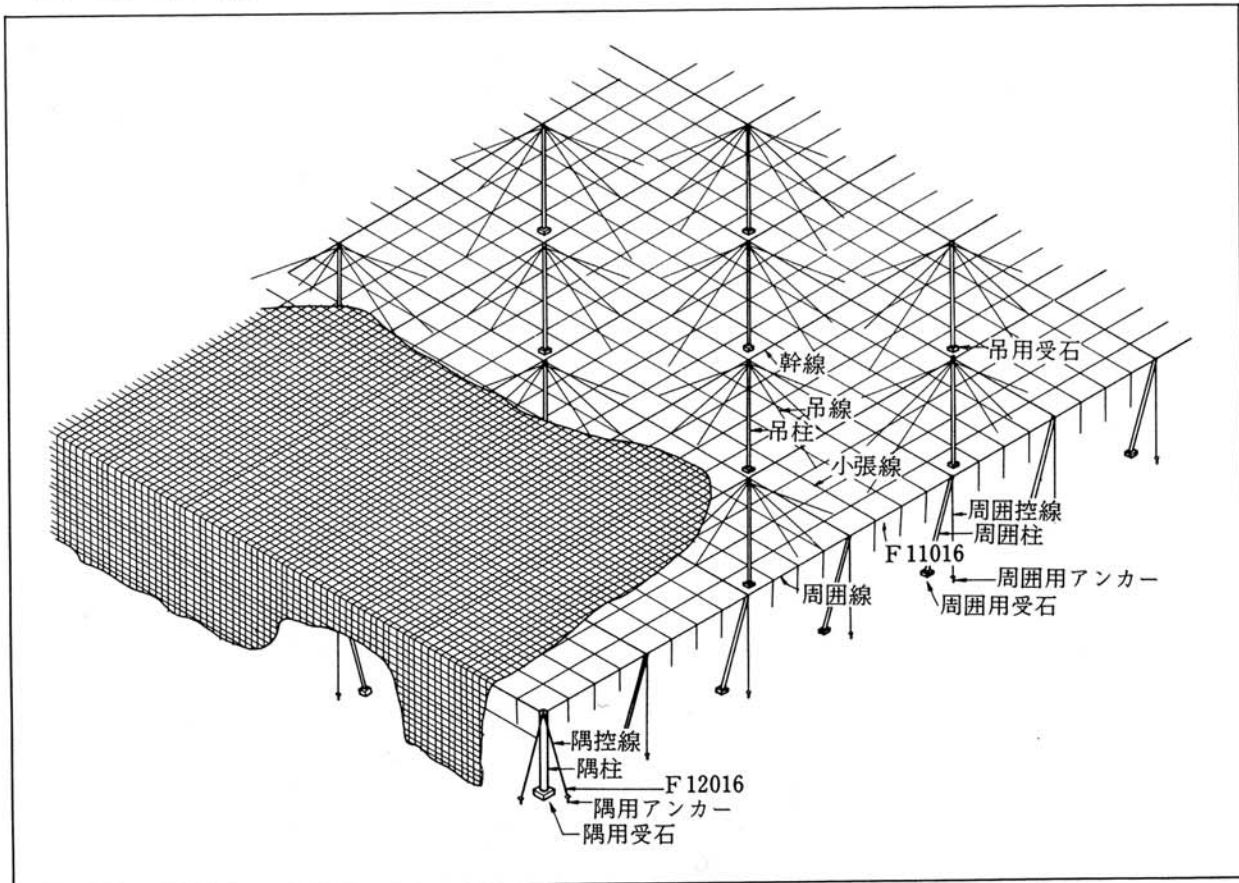 吊用受石
幹線
吊線
吊柱
小張線
周囲控線
周囲柱
F 11016
周囲用アンカー
周囲線
周囲用受石
隅控線
隅柱
F 12016
隅用アンカー
隅用受石